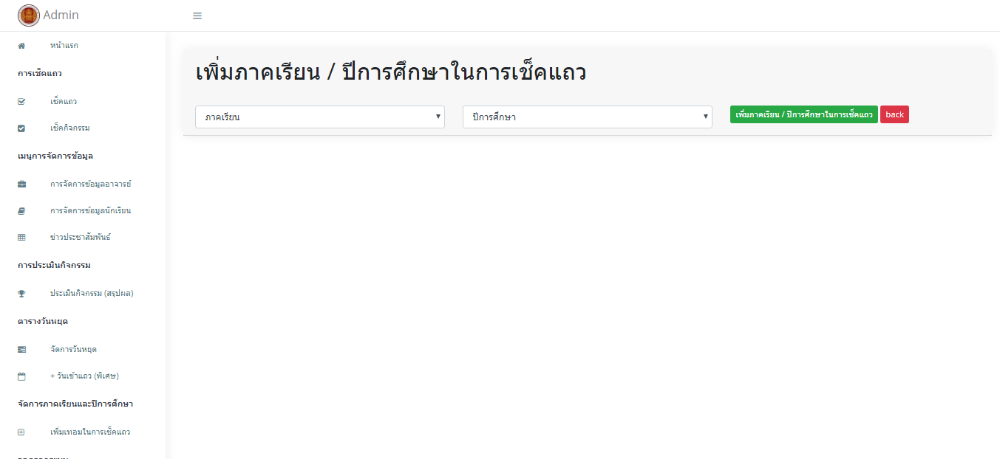 Admin
หน้าแรก
การเช็คแถว
เช็คแถว
เช็คกิจกรรม
เมนูการจัดการข้อมูล
การจัดการข้อมูลอาจารย์
การจัดการข้อมูลนักเรียน
ข่าวประชาสัมพันธ์
การประเมินกิจกรรม
ประเมินกิจกรรม (สรุปผล)
ตารางวันหยุด
จัดการวันหยุด
+ วันเข้าแถว (พิเศษ)
จัดการภาคเรียนและปีการศึกษา
เพิ่มเทอมในการเช็คแถว
เพิ่มภาคเรียน / ปีการศึกษาในการเช็คแถว
ภาคเรียน
ปีการศึกษา
เพิ่มภาคเรียน / ปีการศึกษาในการเช็คแถว
back